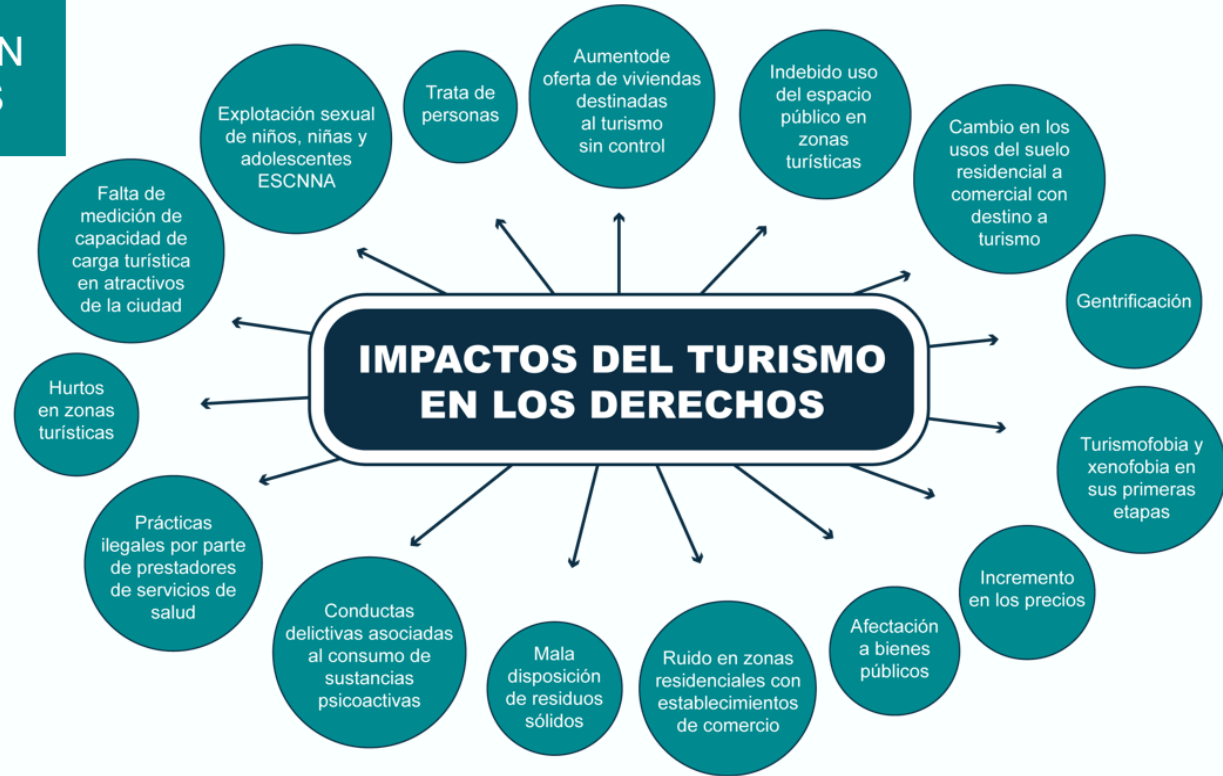 N
S
IMPACTOS DEL TURISMO
EN LOS DERECHOS
Explotación sexual
de niños, niñas y
adolescentes
ESCNNA
Trata de
personas
Aumentode
oferta de viviendas
destinadas
al turismo
sin control
Indebido uso
del espacio
público en
zonas
turísticas
Cambio en los
usos del suelo
residencial a
comercial con
destino a
turismo
Gentrificación
Turismofobia y
xenofobia en
sus primeras
etapas
Incremento
en los precios
Afectación
a bienes
públicos
Ruido en zonas
residenciales con
establecimientos
de comercio
Mala
disposición
de residuos
sólidos
Conductas
delictivas asociadas
al consumo de
sustancias
psicoactivas
Prácticas
ilegales por parte
de prestadores
de servicios de
salud
Hurtos
en zonas
turísticas
Falta de
medición de
capacidad de
carga turística
en atractivos
de la ciudad